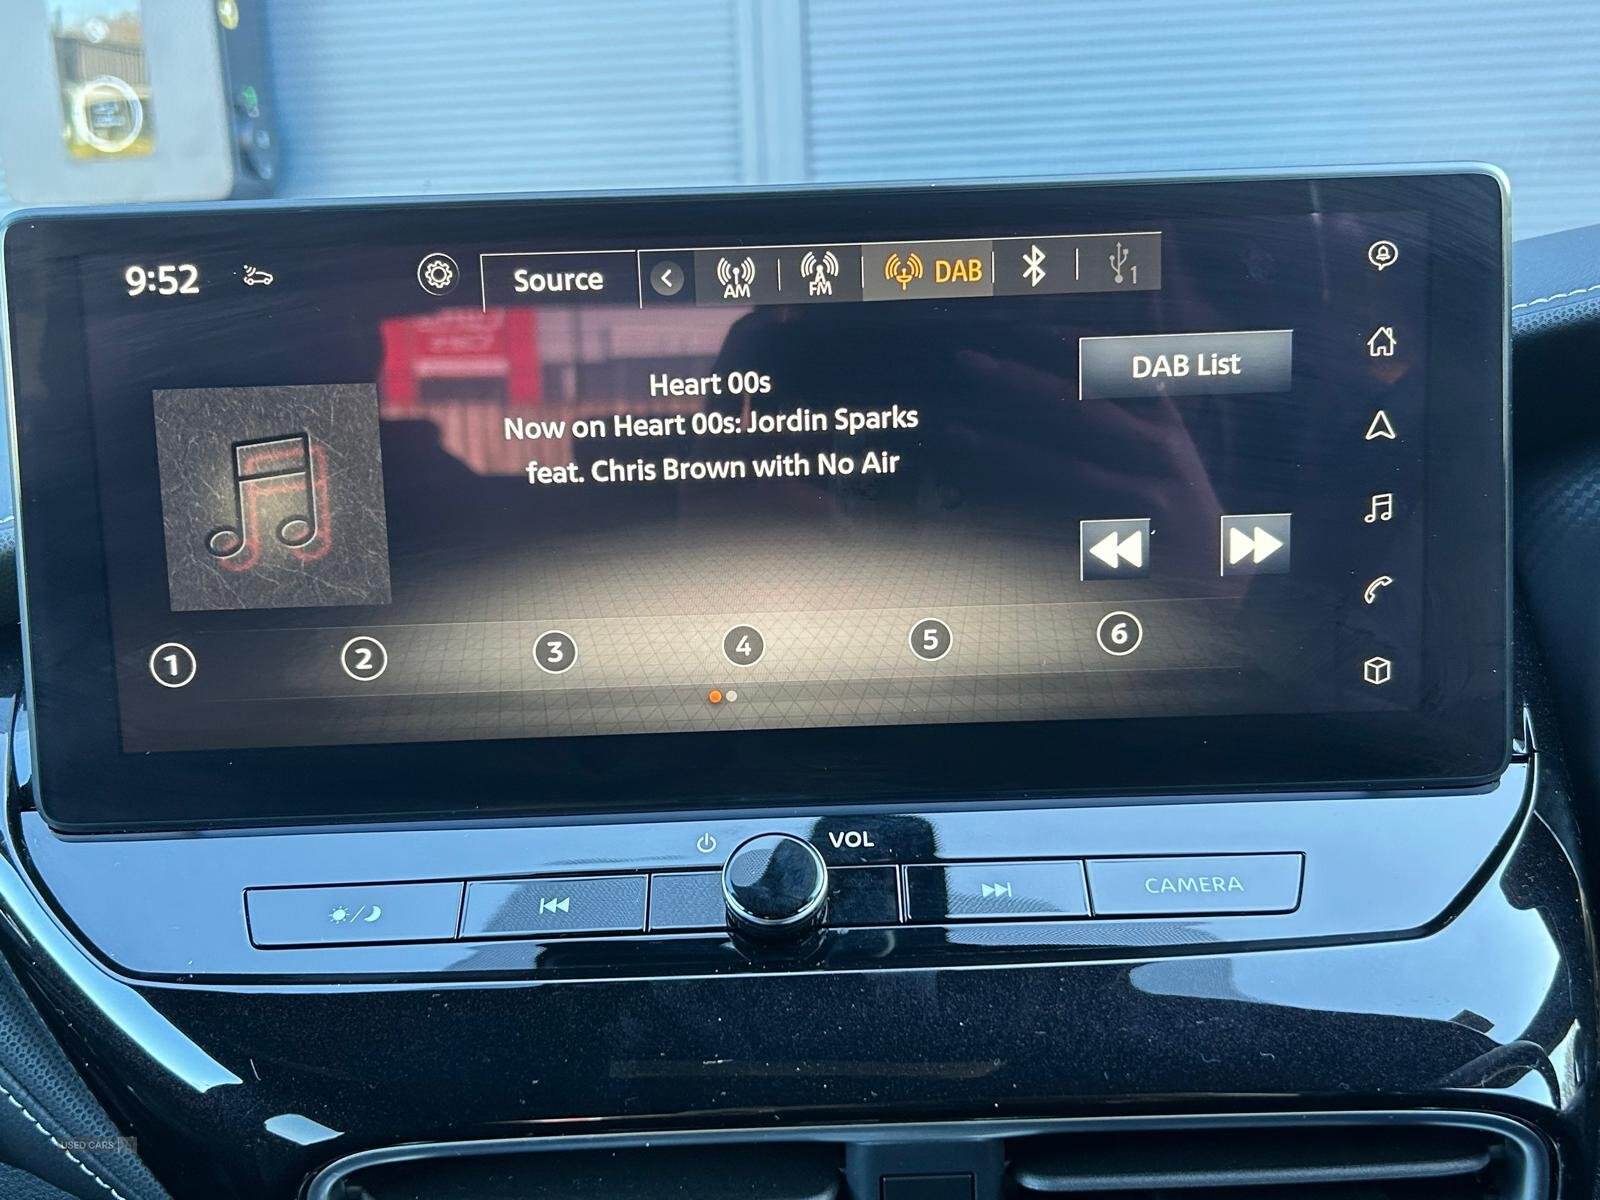 9:52
Source
AM
FM
DAB
1
Heart 00s
Now on Heart 00s: Jordin Sparks
feat. Chris Brown with No Air
DAB List
1
2
3
4
5
6
VOL
CAMERA
USED CARS NI